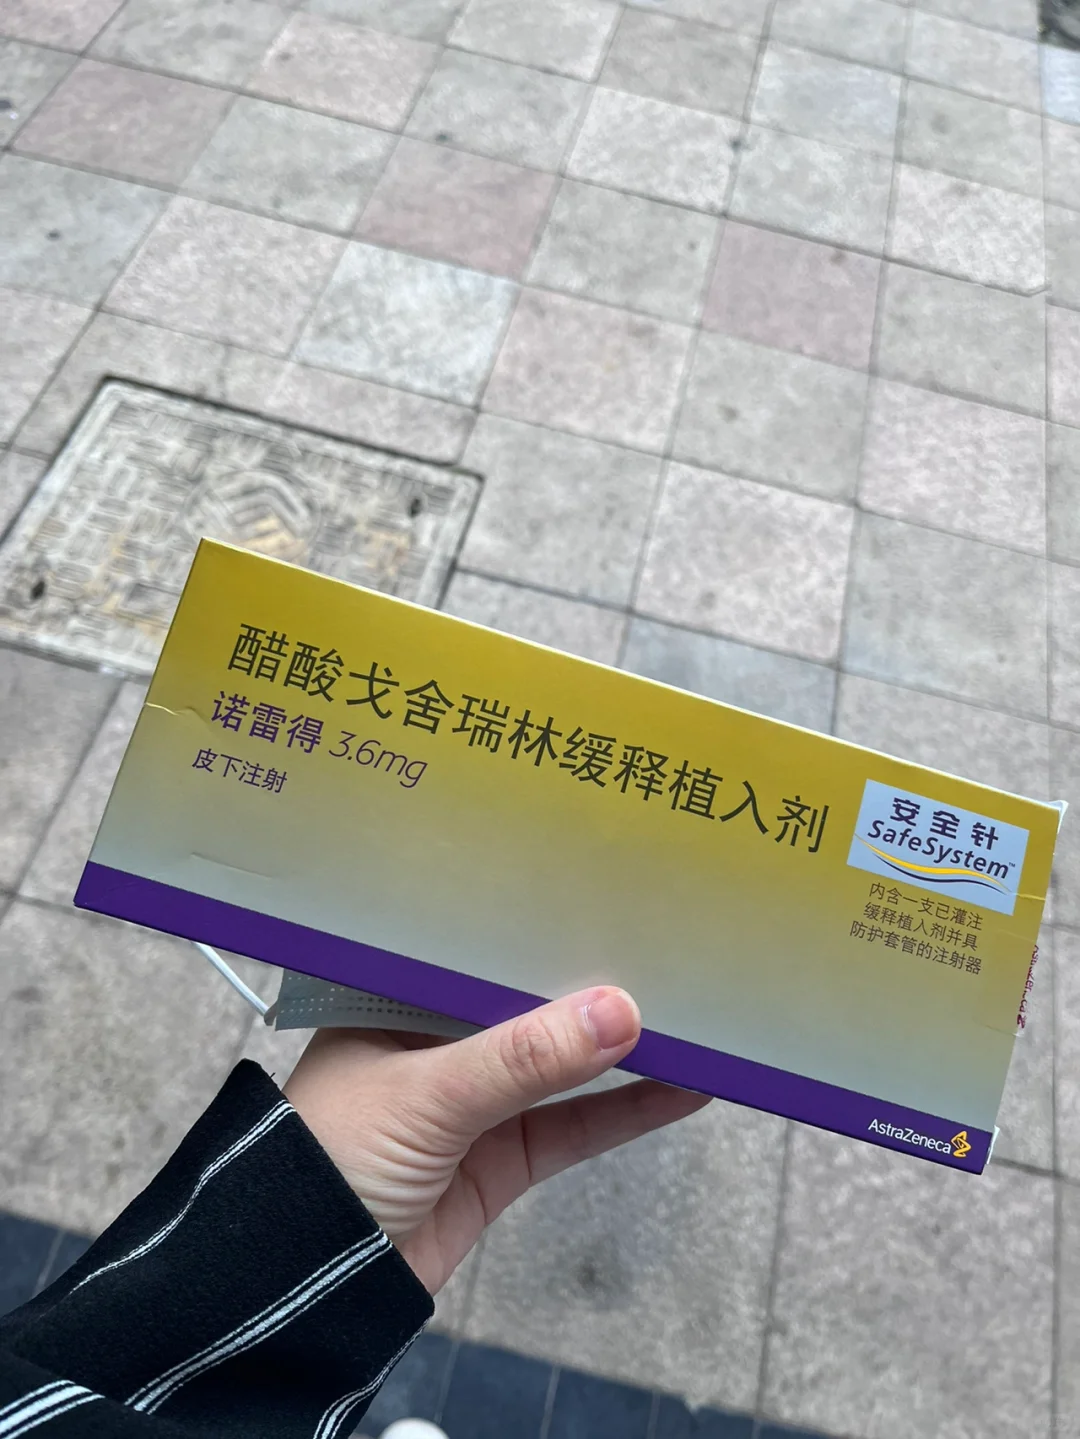 醋酸戈舍瑞林缓释植入剂
诺雷得 3.6mg
皮下注射
安全针
SafeSystem™
内含一支已灌注
缓释植入剂并具
防护套管的注射器
AstraZeneca